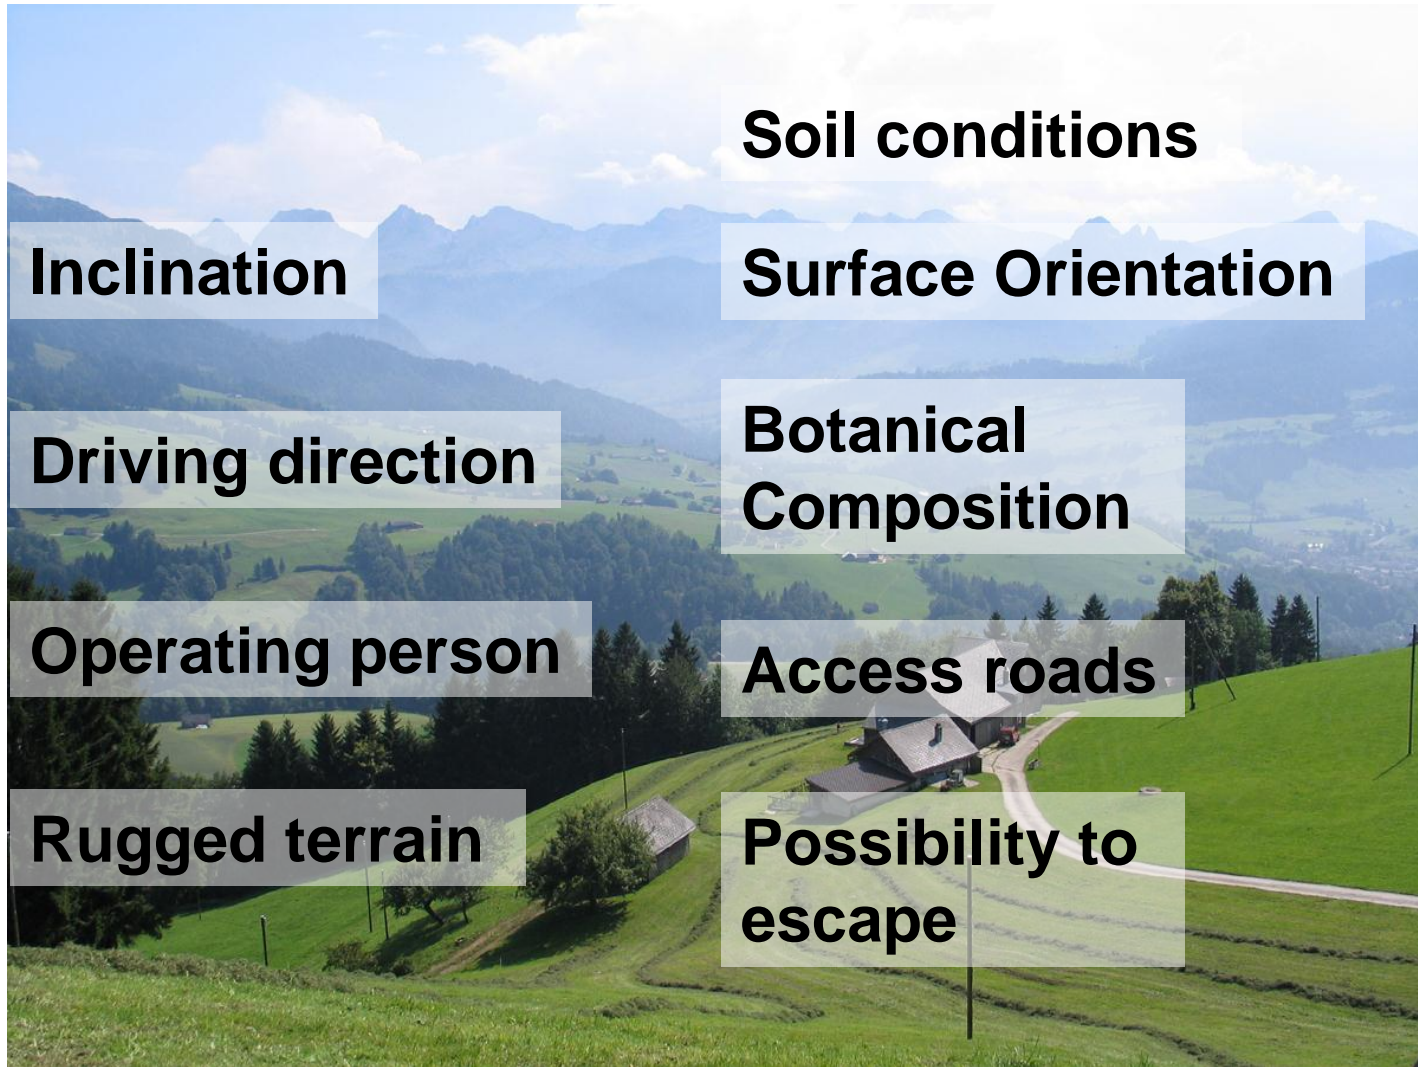 Inclination
Driving direction
Operating person
Rugged terrain
Soil conditions
Surface Orientation
Botanical
Composition
Access roads
Possibility to
escape